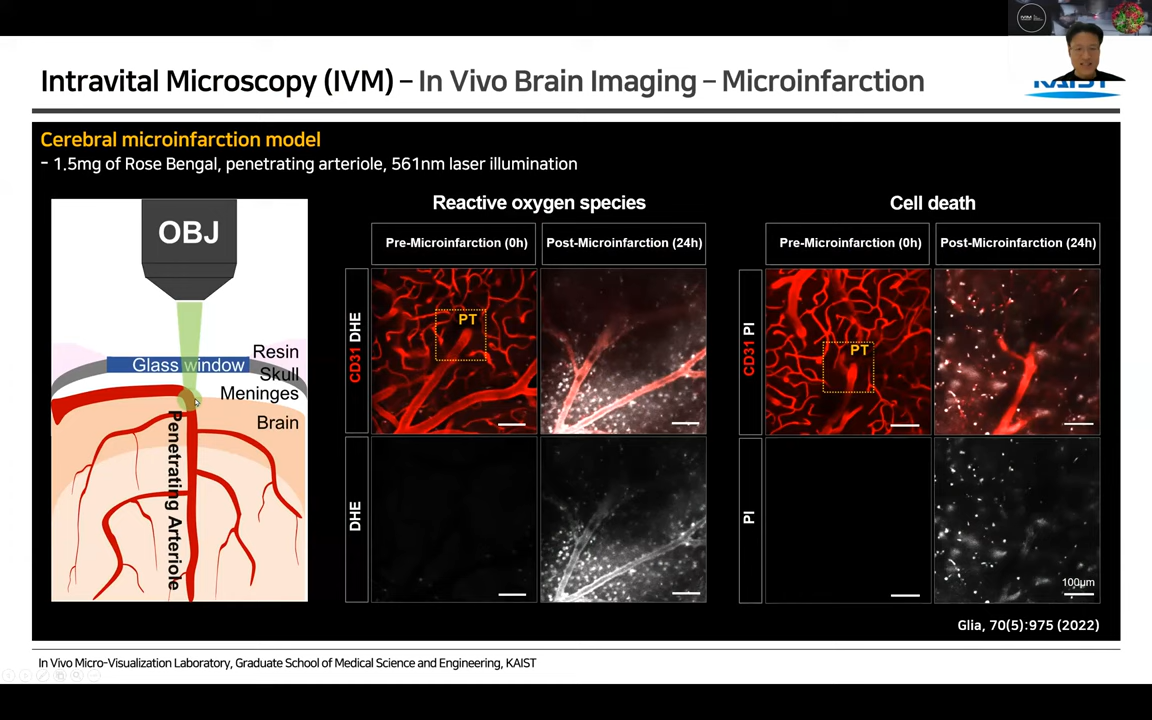 Intravital Microscopy (IVM) – In Vivo Brain Imaging – Microinfarction
KAIST
Cerebral microinfarction model
- 1.5mg of Rose Bengal, penetrating arteriole, 561nm laser illumination
OBJ
Glass window
Resin
Skull
Meninges
Brain
Penetrating Arteriole
Reactive oxygen species
Pre-Microinfarction (0h)
Post-Microinfarction (24h)
CD31 DHE
PT
DHE
Cell death
Pre-Microinfarction (0h)
Post-Microinfarction (24h)
CD31 PI
PT
PI
100µm
Glia, 70(5):975 (2022)
In Vivo Micro-Visualization Laboratory, Graduate School of Medical Science and Engineering, KAIST